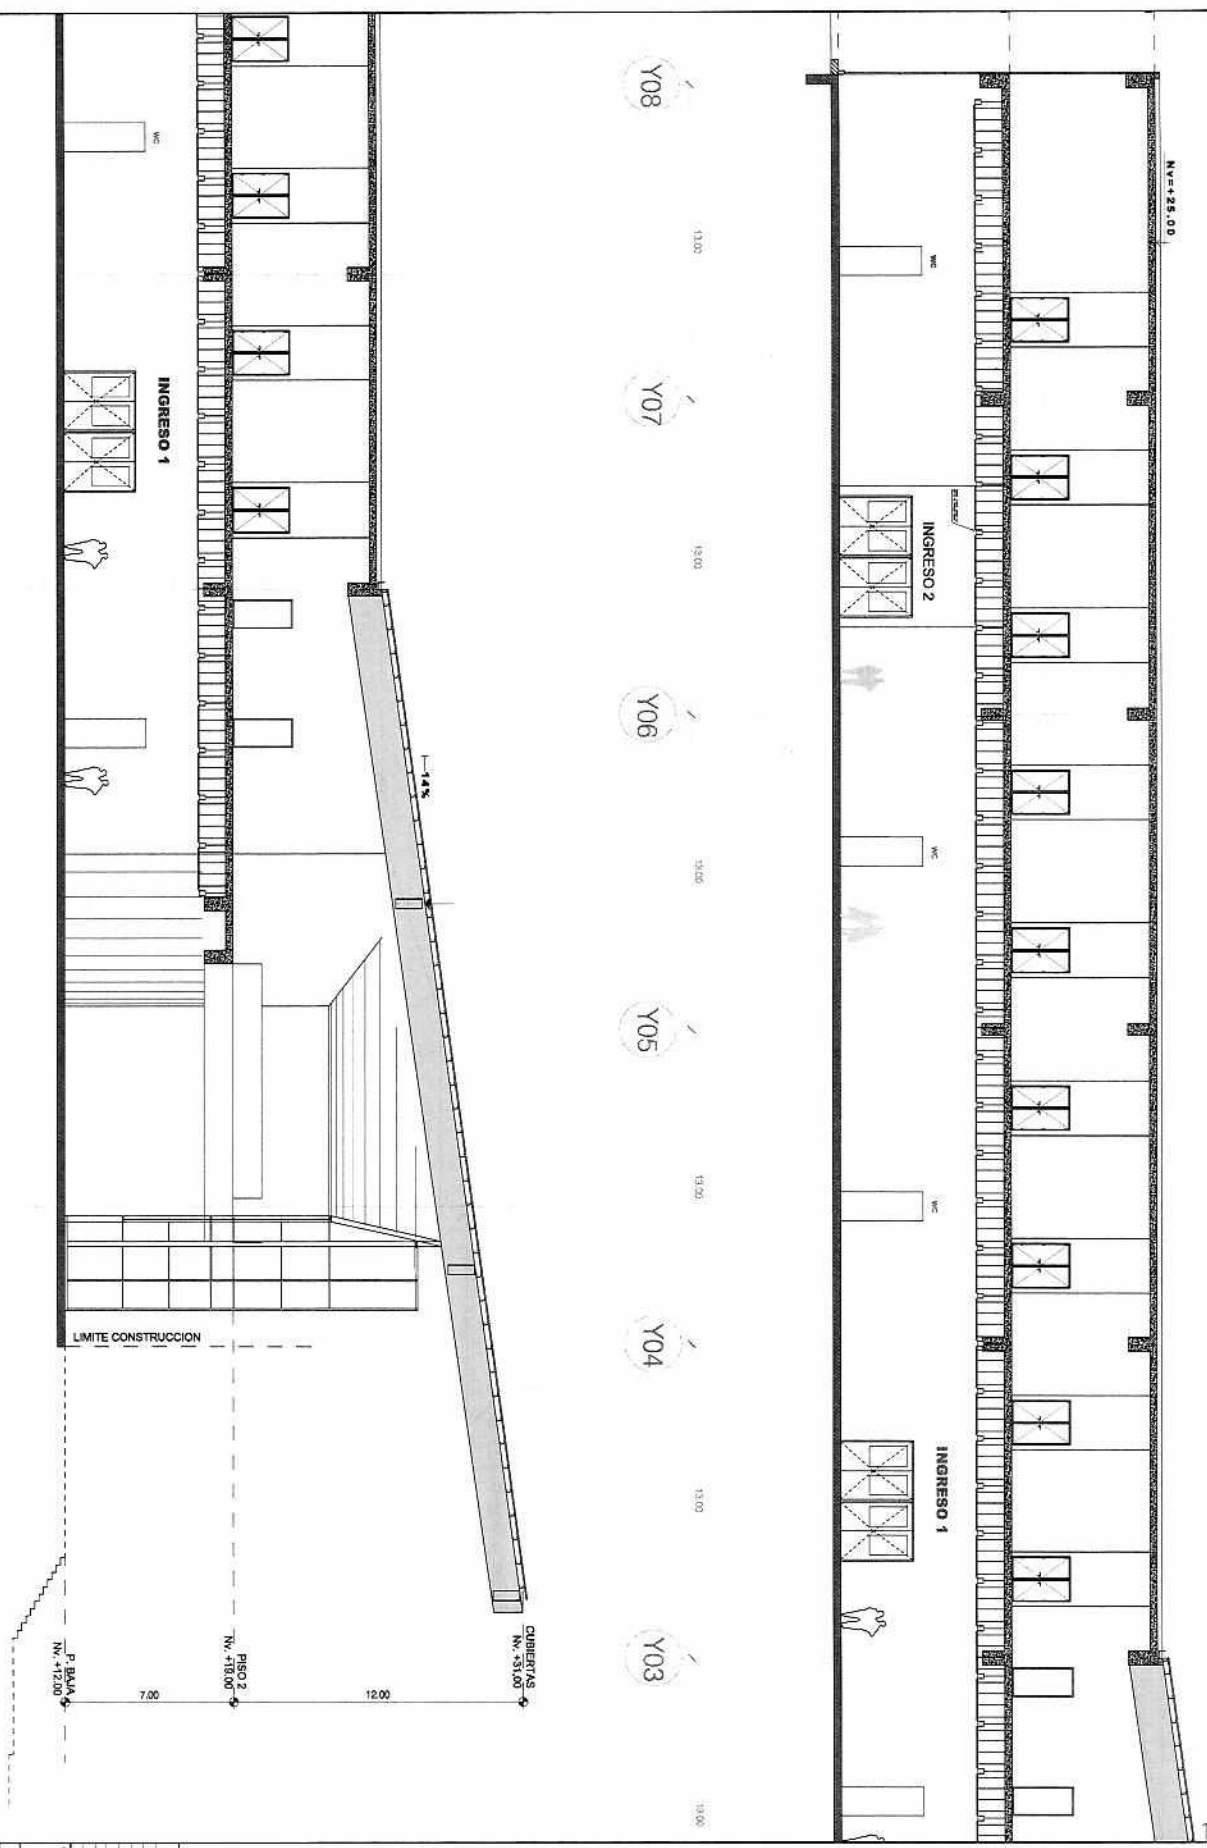 Nv=+25.00
WC
INGRESO 2
WC
WC
INGRESO 1
Y08
13.00
Y07
13.00
Y06
13.00
Y05
13.00
Y04
13.00
Y03
13.00
WC
INGRESO 1
14%
LIMITE CONSTRUCCION
CUBIERTAS
Nv. +31.00
12.00
PISO 2
Nv. +19.00
7.00
P. BAJA
Nv. +12.00